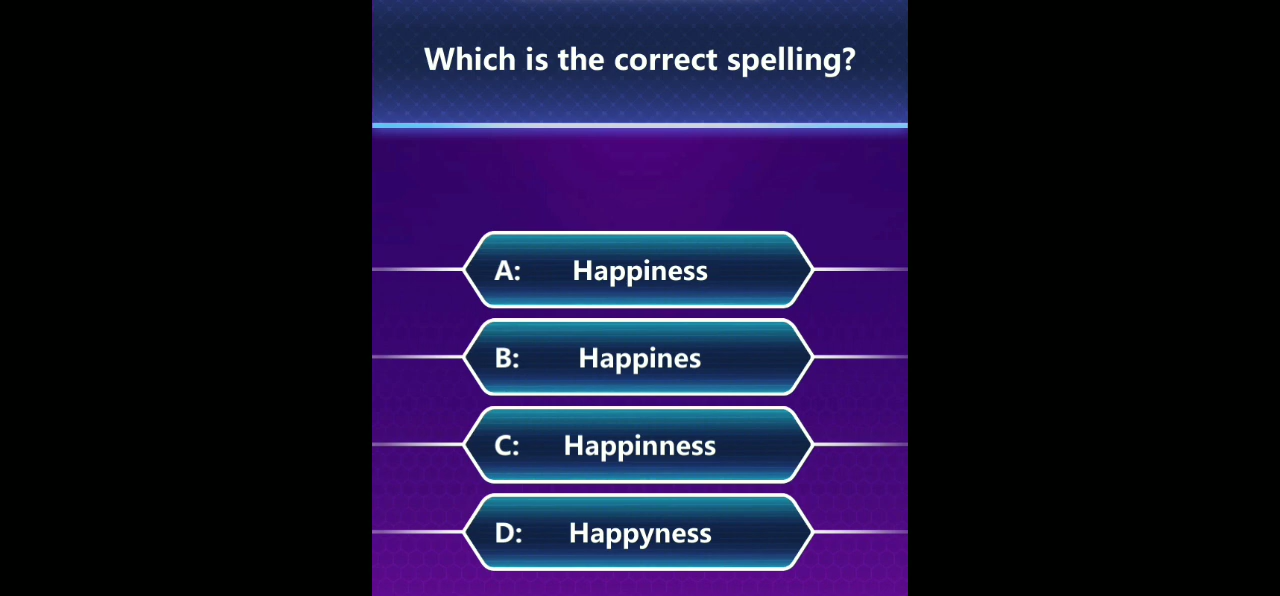 Which is the correct spelling?
A: Happiness
B: Happines
C: Happinness
D: Happyness